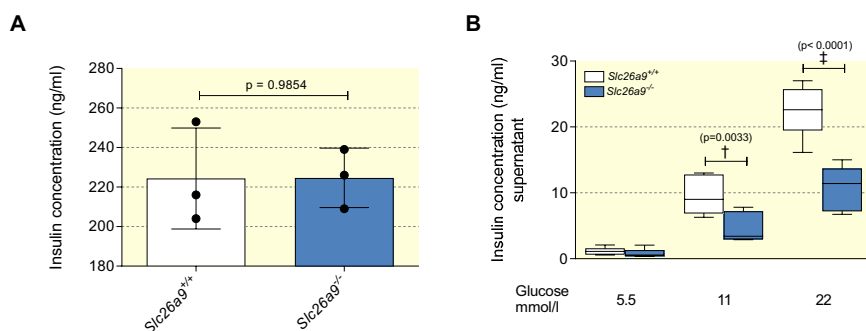 A
Insulin concentration (ng/ml)
280
260
240
220
200
180
p = 0.9854
Slc26a9+/+
Slc26a9-/-
B
Insulin concentration (ng/ml)
supernatant
30
20
10
0
Slc26a9+/+
Slc26a9-/-
(p=0.0033)
†
(p< 0.0001)
‡
Glucose
mmol/l
5.5
11
22